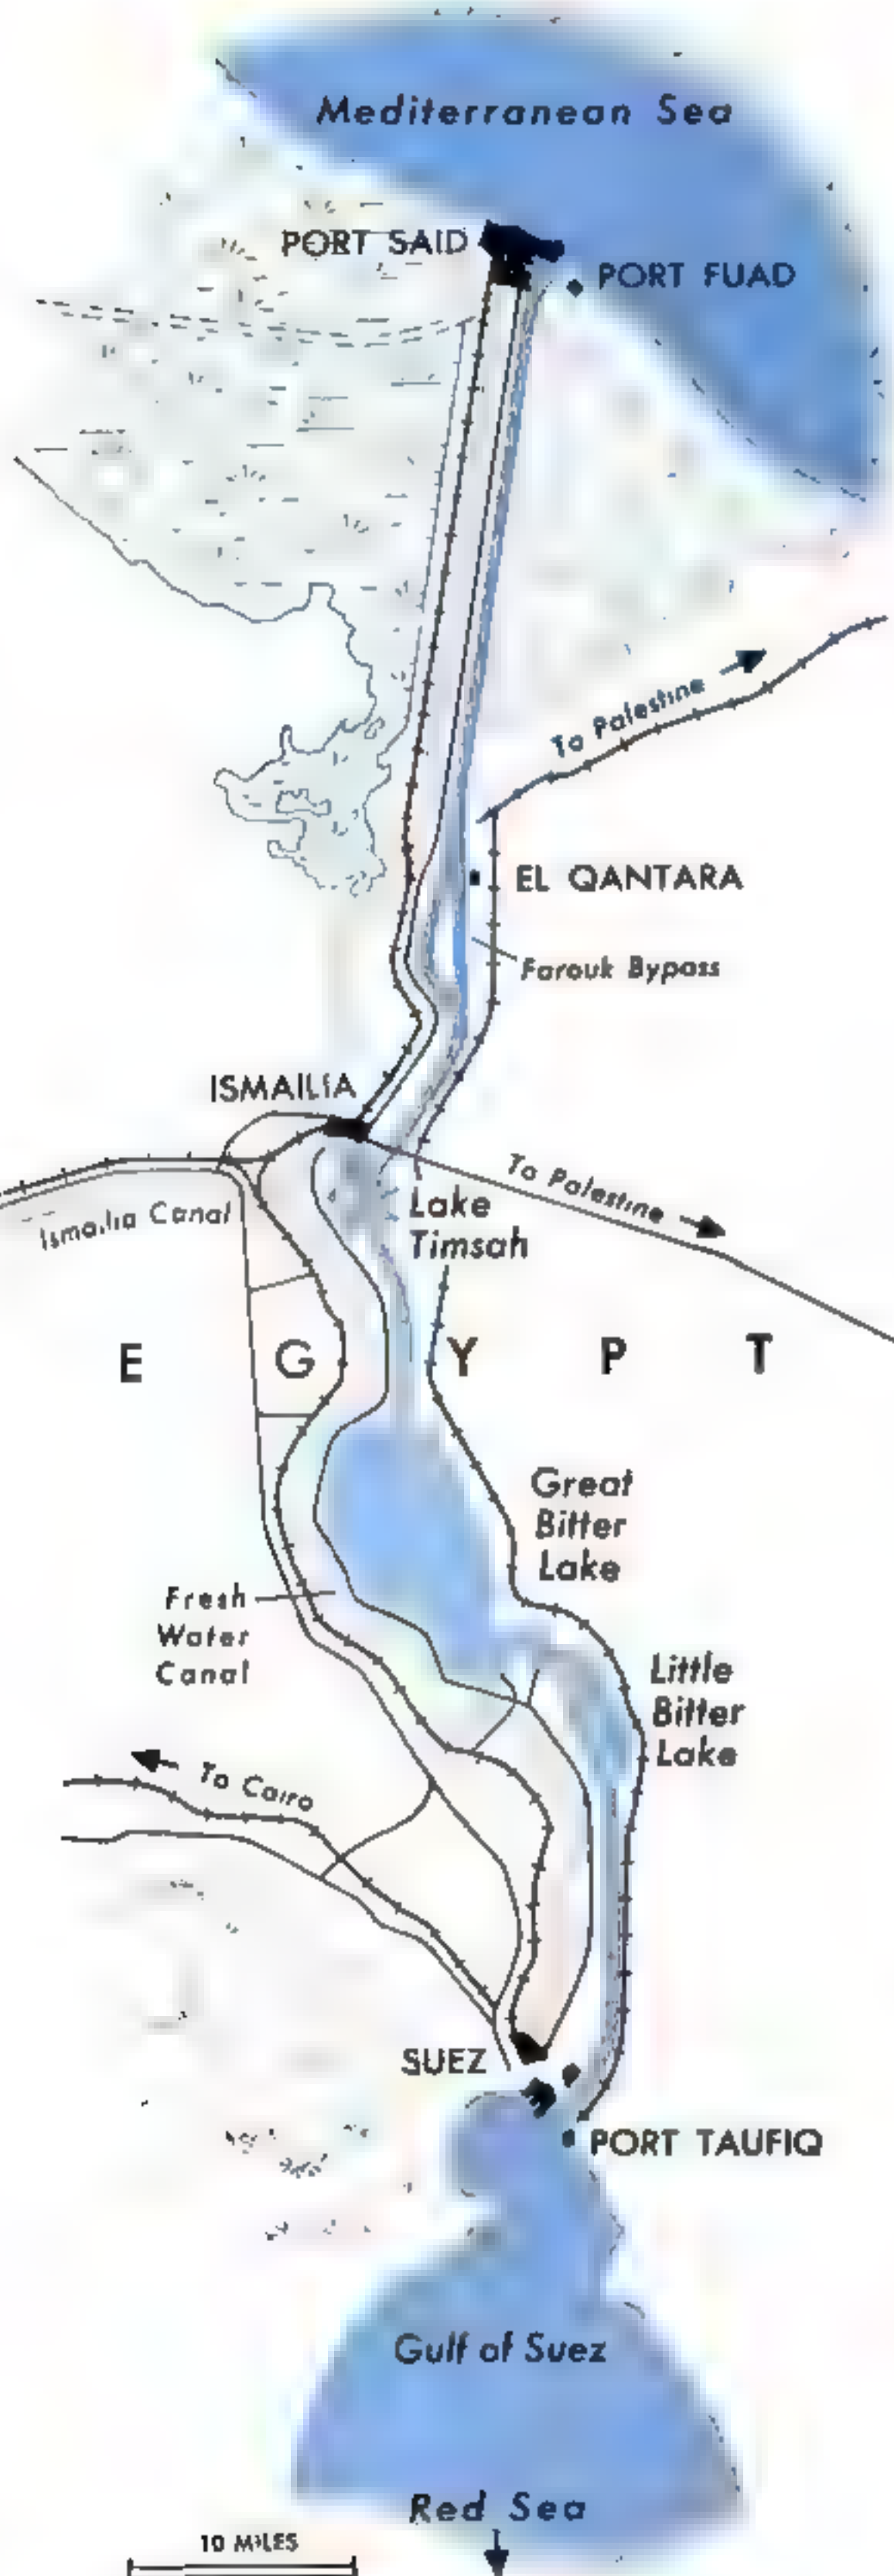 Mediterranean Sea
PORT SAID
PORT FUAD
To Palestine
EL QANTARA
Farouk Bypass
ISMAILIA
To Palestine
Ismailia Canal
Lake
Timsah
E G Y P T
Great
Bitter
Lake
Fresh
Water
Canal
Little
Bitter
Lake
To Cairo
SUEZ
PORT TAUFIQ
Gulf of Suez
Red Sea
10 MILES